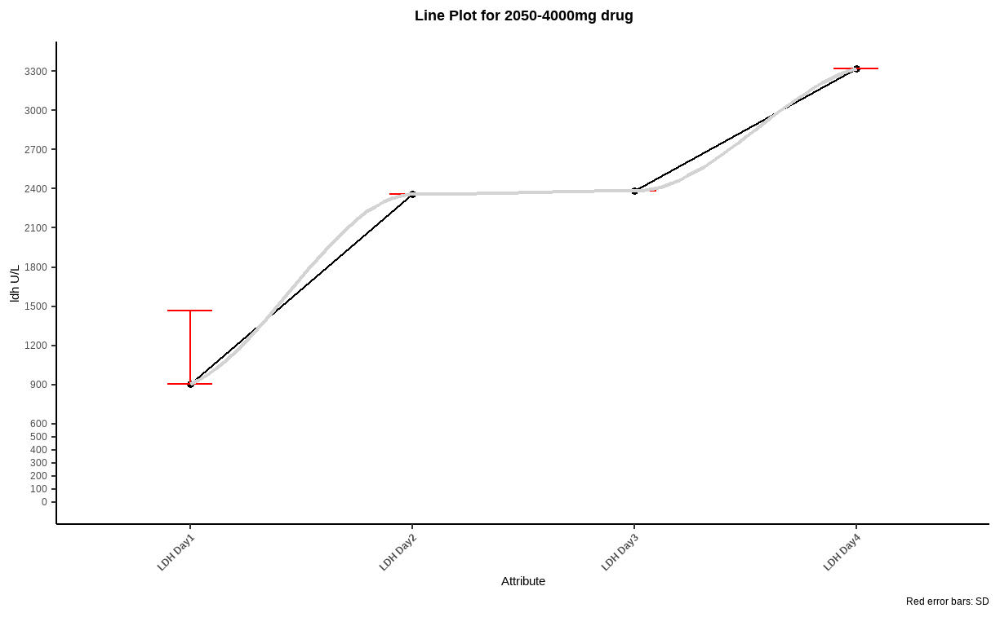 Line Plot for 2050-4000mg drug
ldh U/L
3300
3000
2700
2400
2100
1800
1500
1200
900
600
500
400
300
200
100
0
LDH Day1
LDH Day2
LDH Day3
LDH Day4
Attribute
Red error bars: SD